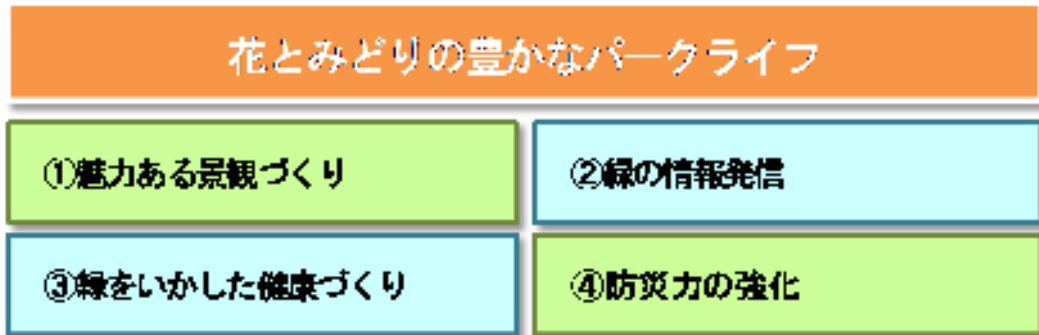 花とみどりの豊かなパークライフ
①魅力ある景観づくり
②緑の情報発信
③緑をいかした健康づくり
④防災力の強化